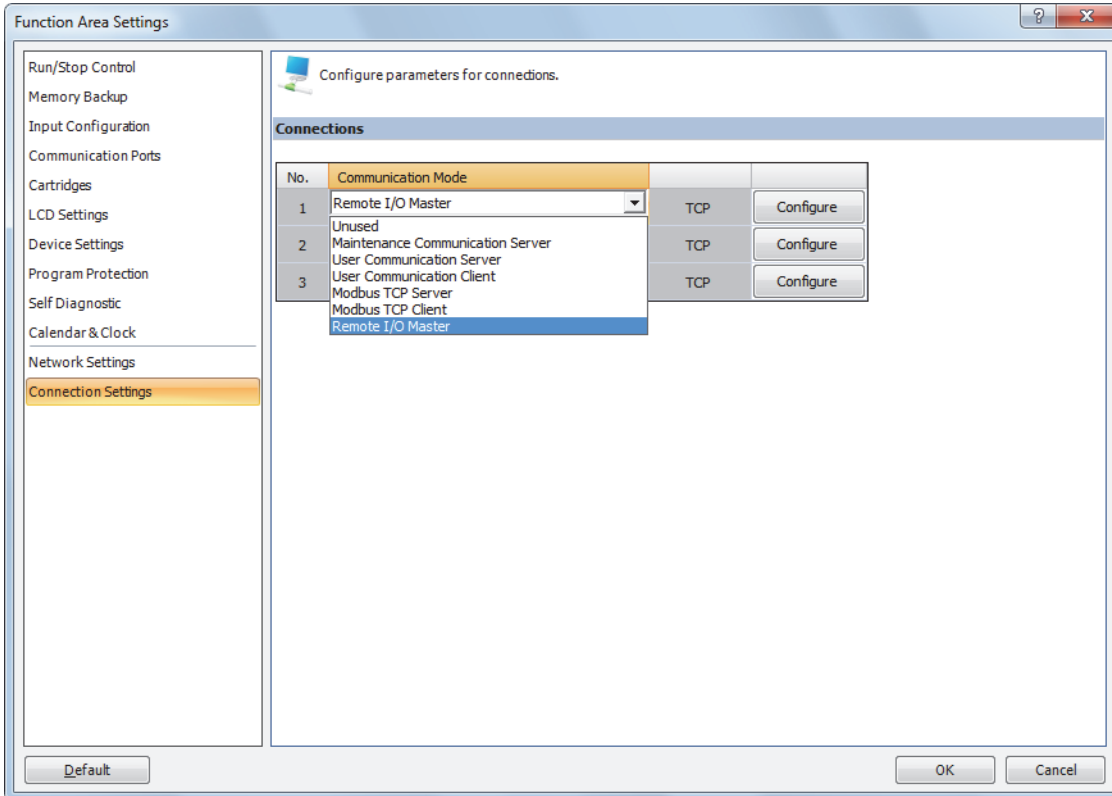 Function Area Settings
?
x
Run/Stop Control
Memory Backup
Input Configuration
Communication Ports
Cartridges
LCD Settings
Device Settings
Program Protection
Self Diagnostic
Calendar & Clock
Network Settings
Connection Settings
Configure parameters for connections.
Connections
No. Communication Mode
1 Remote I/O Master TCP Configure
Unused
2 Maintenance Communication Server TCP Configure
User Communication Server
User Communication Client
3 Modbus TCP Server TCP Configure
Modbus TCP Client
Remote I/O Master
Default OK Cancel